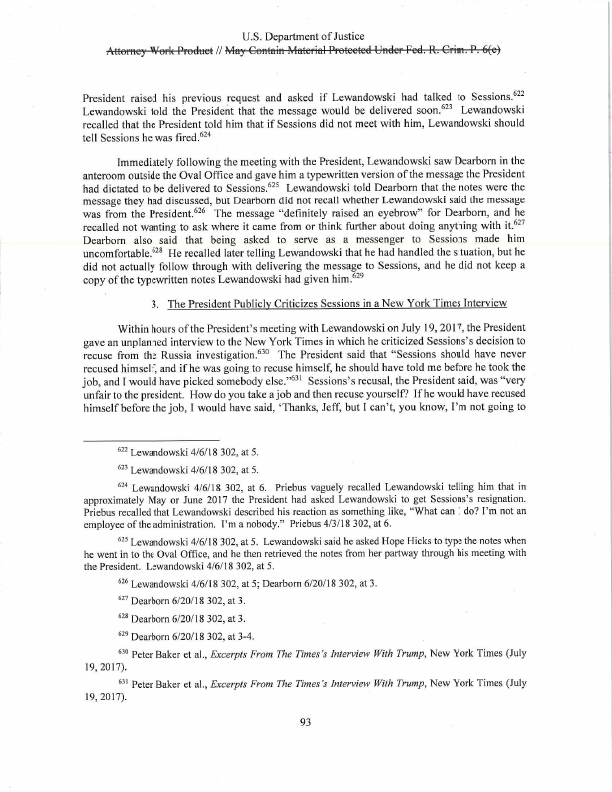 U.S. Department of Justice
Attorney Work Product // May Contain Material Protected Under Fed. R. Crim. P. 6(e)
President raised his previous request and asked if Lewandowski had talked to Sessions.622
Lewandowski told the President that the message would be delivered soon.623 Lewandowski
recalled that the President told him that if Sessions did not meet with him, Lewandowski should
tell Sessions he was fired.624
Immediately following the meeting with the President, Lewandowski saw Dearborn in the
anteroom outside the Oval Office and gave him a typewritten version of the message the President
had dictated to be delivered to Sessions.625 Lewandowski told Dearborn that the notes were the
message they had discussed, but Dearborn did not recall whether Lewandowski said the message
was from the President.626 The message “definitely raised an eyebrow” for Dearborn, and he
recalled not wanting to ask where it came from or think further about doing anything with it.627
Dearborn also said that being asked to serve as a messenger to Sessions made him
uncomfortable.628 He recalled later telling Lewandowski that he had handled the situation, but he
did not actually follow through with delivering the message to Sessions, and he did not keep a
copy of the typewritten notes Lewandowski had given him.629
3. The President Publicly Criticizes Sessions in a New York Times Interview
Within hours of the President’s meeting with Lewandowski on July 19, 2017, the President
gave an unplanned interview to the New York Times in which he criticized Sessions’s decision to
recuse from the Russia investigation.630 The President said that “Sessions should have never
recused himself, and if he was going to recuse himself, he should have told me before he took the
job, and I would have picked somebody else.”631 Sessions’s recusal, the President said, was “very
unfair to the president. How do you take a job and then recuse yourself? If he would have recused
himself before the job, I would have said, ‘Thanks, Jeff, but I can’t, you know, I’m not going to
622 Lewandowski 4/6/18 302, at 5.
623 Lewandowski 4/6/18 302, at 5.
624 Lewandowski 4/6/18 302, at 6. Priebus vaguely recalled Lewandowski telling him that in
approximately May or June 2017 the President had asked Lewandowski to get Sessions’s resignation.
Priebus recalled that Lewandowski described his reaction as something like, “What can I do? I’m not an
employee of the administration. I’m a nobody.” Priebus 4/3/18 302, at 6.
625 Lewandowski 4/6/18 302, at 5. Lewandowski said he asked Hope Hicks to type the notes when
he went in to the Oval Office, and he then retrieved the notes from her partway through his meeting with
the President. Lewandowski 4/6/18 302, at 5.
626 Lewandowski 4/6/18 302, at 5; Dearborn 6/20/18 302, at 3.
627 Dearborn 6/20/18 302, at 3.
628 Dearborn 6/20/18 302, at 3.
629 Dearborn 6/20/18 302, at 3-4.
630 Peter Baker et al., Excerpts From The Times’s Interview With Trump, New York Times (July
19, 2017).
631 Peter Baker et al., Excerpts From The Times’s Interview With Trump, New York Times (July
19, 2017).
93